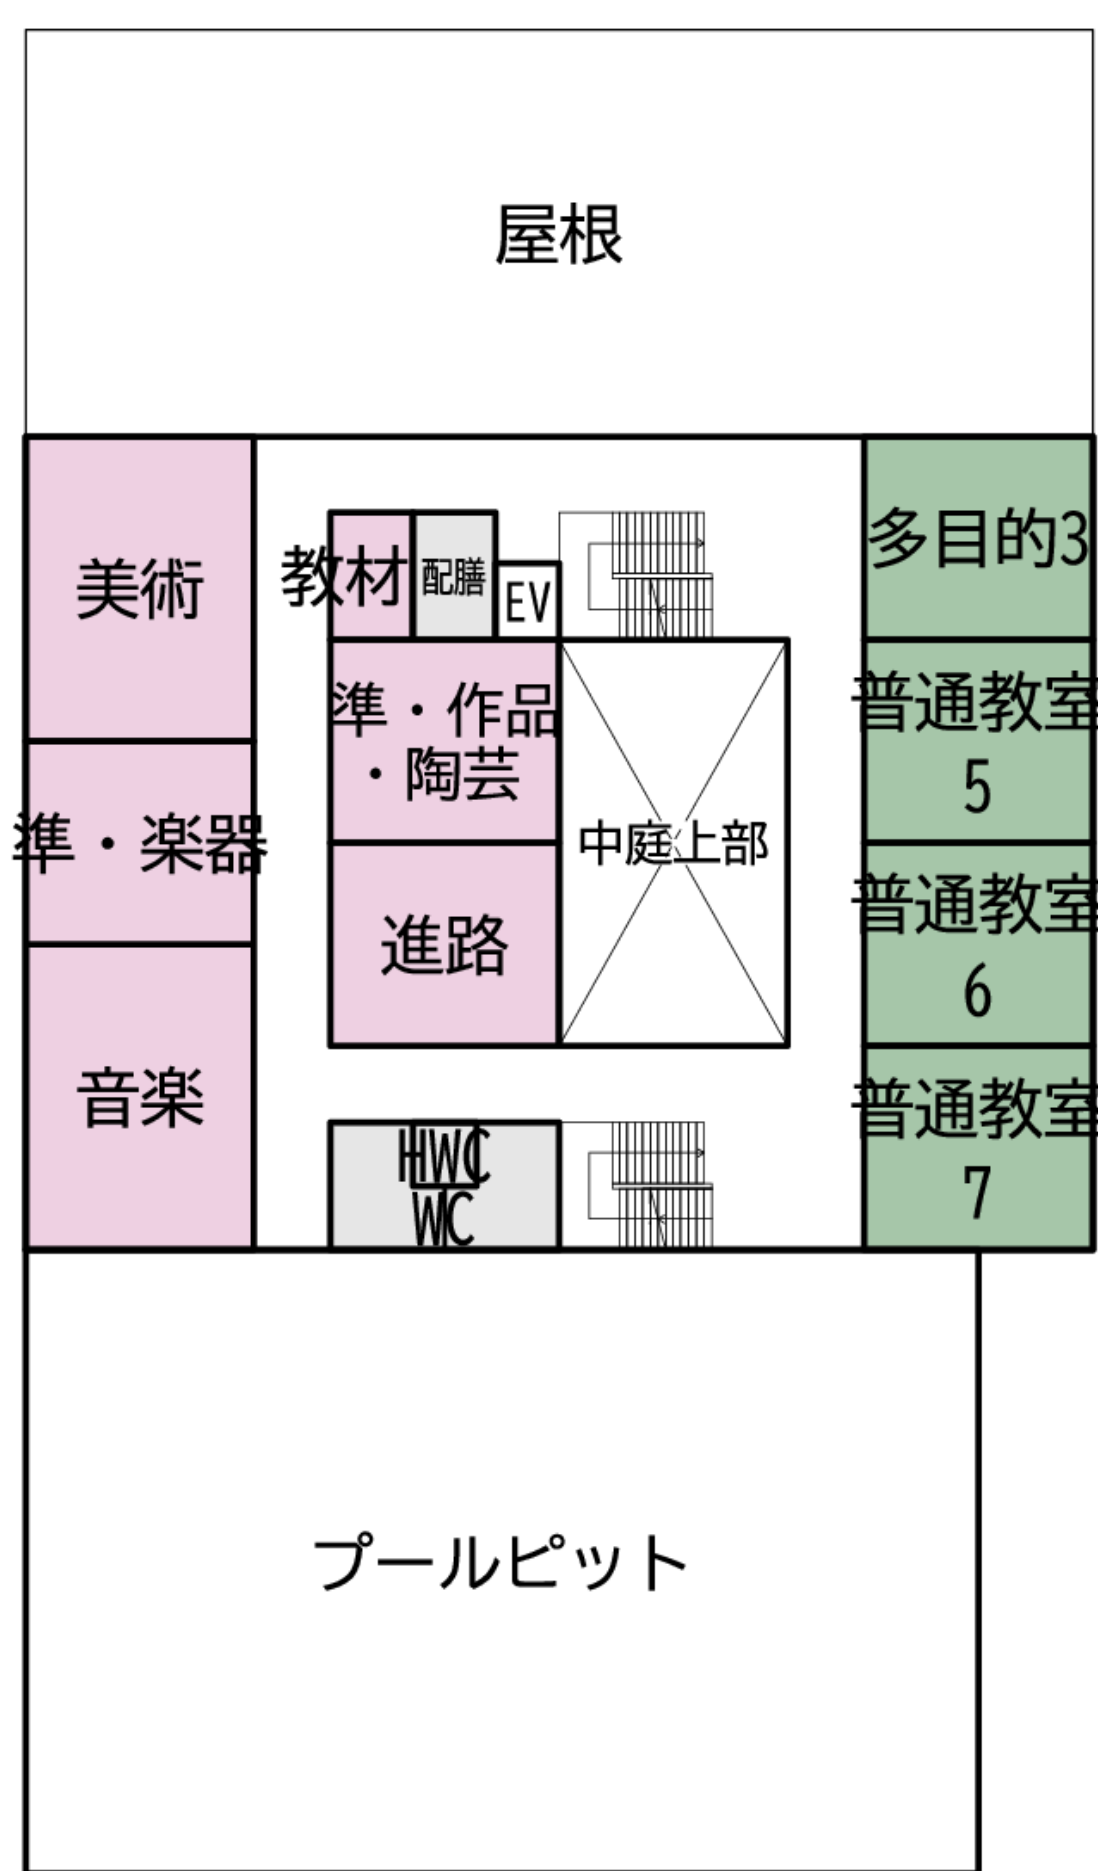 屋根
美術
教材
配膳
EV
多目的3
準・作品
・陶芸
普通教室
5
準・楽器
中庭上部
進路
普通教室
6
音楽
HWC
WC
普通教室
7
プールピット